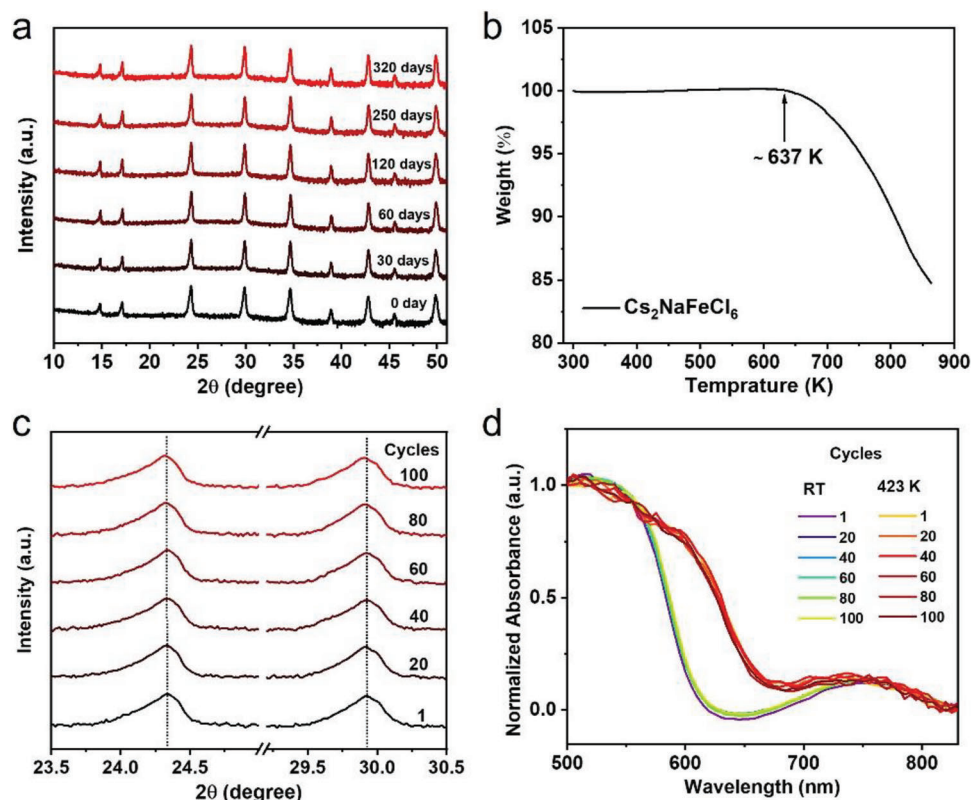 a
Intensity (a.u.)
320 days
250 days
120 days
60 days
30 days
0 day
10 15 20 25 30 35 40 45 50
2θ (degree)
b
Weight (%)
100
95
90
85
80
~ 637 K
Cs₂NaFeCl₆
300 400 500 600 700 800 900
Temprature (K)
c
Intensity (a.u.)
Cycles
100
80
60
40
20
1
23.5 24.0 24.5 29.5 30.0 30.5
2θ (degree)
d
Normalized Absorbance (a.u.)
1.0
0.5
0.0
Cycles
RT 423 K
1 1
20 20
40 40
60 60
80 80
100 100
500 600 700 800
Wavelength (nm)